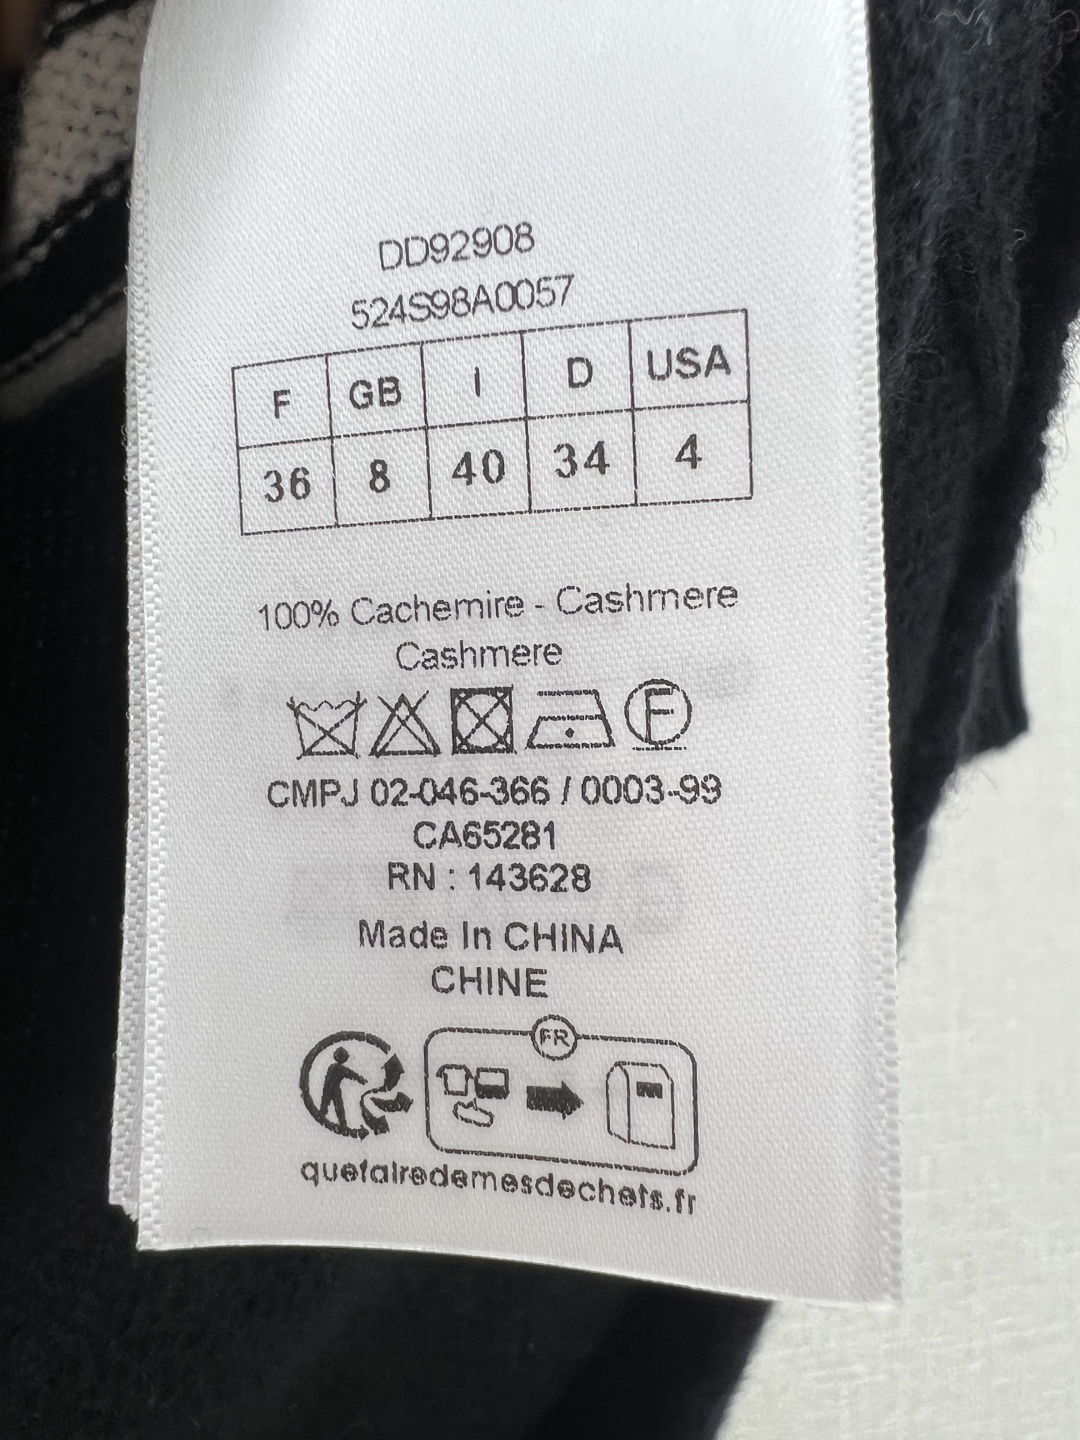 DD92908
524S98A0057
F GB I D USA
36 8 40 34 4
100% Cachemire - Cashmere
Cashmere
F
CMPJ 02-046-366 / 0003-99
CA65281
RN : 143628
Made In CHINA
CHINE
FR
quefairedemesdechets.fr